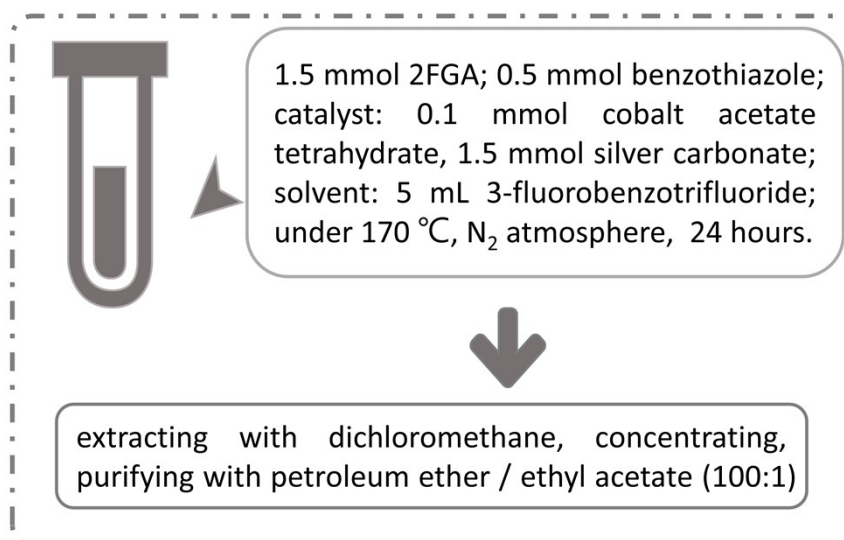 1.5 mmol 2FGA; 0.5 mmol benzothiazole;
catalyst: 0.1 mmol cobalt acetate
tetrahydrate, 1.5 mmol silver carbonate;
solvent: 5 mL 3-fluorobenzotrifluoride;
under 170 ℃, N₂ atmosphere, 24 hours.
extracting with dichloromethane, concentrating,
purifying with petroleum ether / ethyl acetate (100:1)